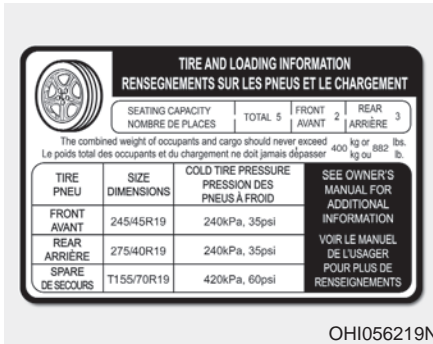 TIRE AND LOADING INFORMATION
RENSEGNEMENTS SUR LES PNEUS ET LE CHARGEMENT
SEATING CAPACITY
NOMBRE DE PLACES
TOTAL 5
FRONT
AVANT
2
REAR
ARRIÈRE
3
The combined weight of occupants and cargo should never exceed 400 kg or 882 lbs.
Le poids total des occupants et du chargement ne doit jamais dépasser kg ou lb.
TIRE
PNEU
SIZE
DIMENSIONS
COLD TIRE PRESSURE
PRESSION DES
PNEUS À FROID
SEE OWNER'S
MANUAL FOR
ADDITIONAL
INFORMATION
VOIR LE MANUEL
DE L'USAGER
POUR PLUS DE
RENSEIGNEMENTS
FRONT
AVANT
245/45R19
240kPa, 35psi
REAR
ARRIÈRE
275/40R19
240kPa, 35psi
SPARE
DE SECOURS
T155/70R19
420kPa, 60psi
OHI056219N